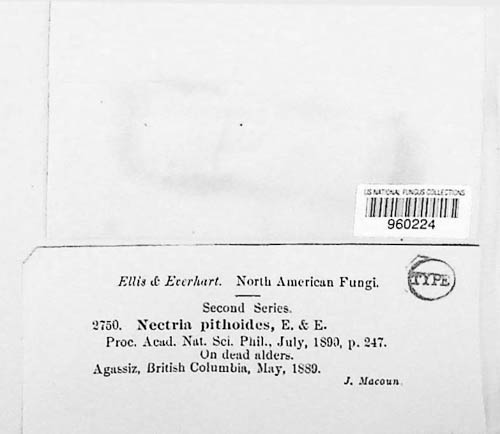 US NATIONAL FUNGUS COLLECTIONS
960224
Ellis & Everhart. North American Fungi.
TYPE
Second Series.
2750. Nectria pithoides, E. & E.
Proc. Acad. Nat. Sci. Phil., July, 1890, p. 247.
On dead alders.
Agassiz, British Columbia, May, 1889.
J. Macoun.